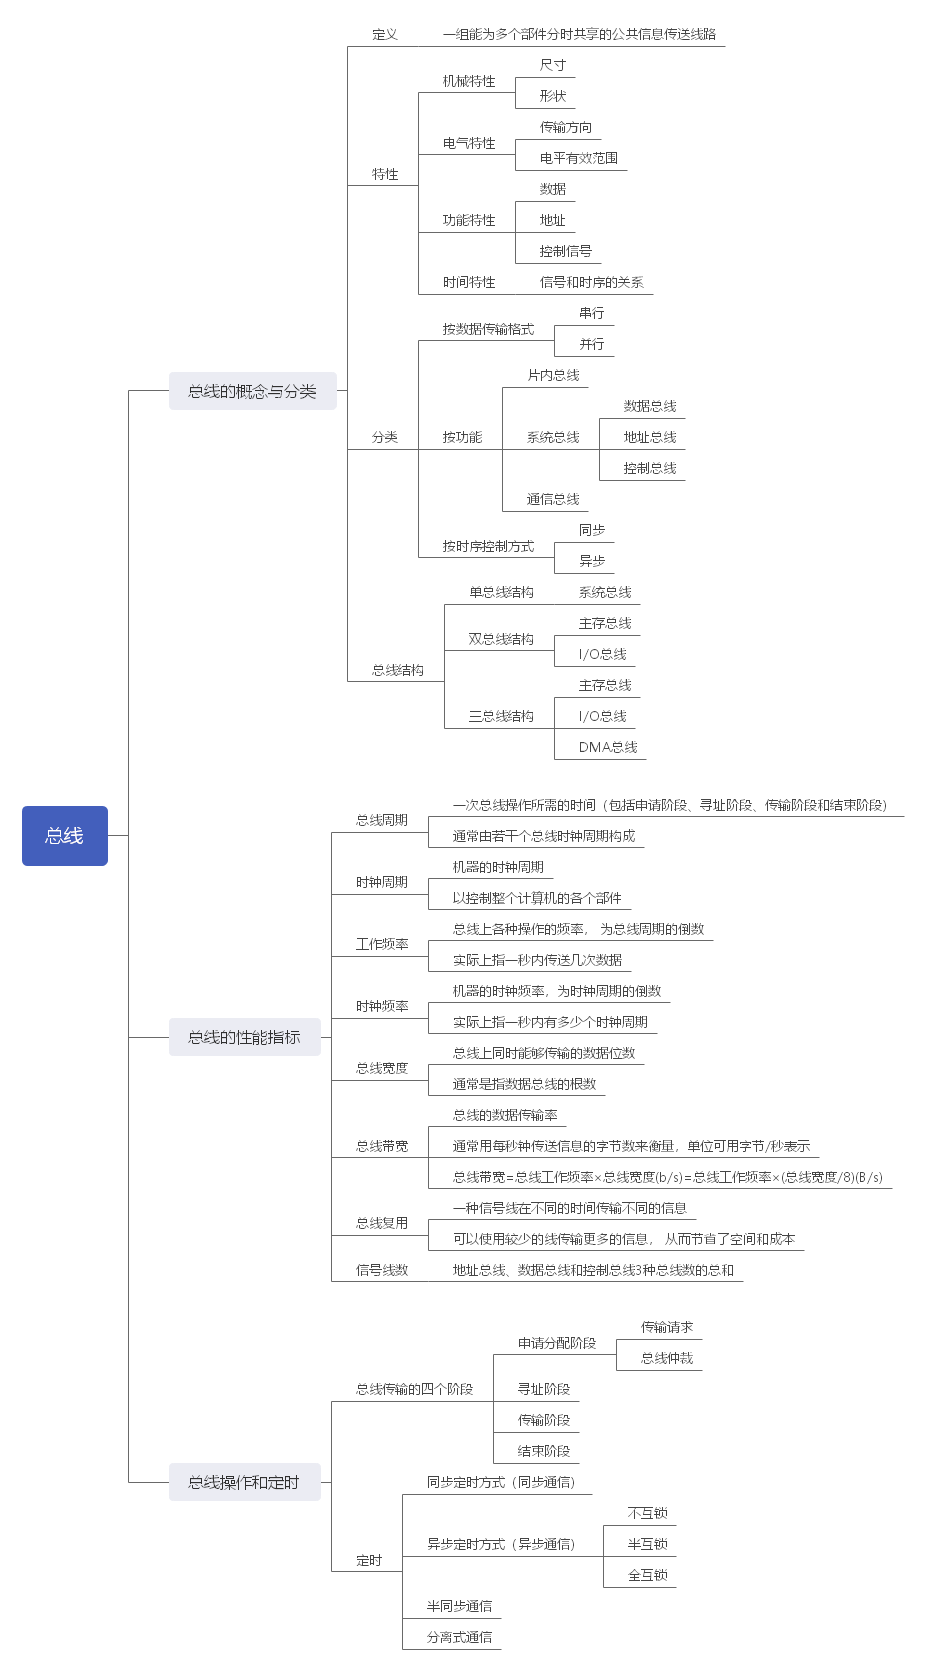 总线
总线的概念与分类
定义
一组能为多个部件分时共享的公共信息传送线路
特性
机械特性
尺寸
形状
电气特性
传输方向
电平有效范围
功能特性
数据
地址
控制信号
时间特性
信号和时序的关系
分类
按数据传输格式
串行
并行
按功能
片内总线
系统总线
数据总线
地址总线
控制总线
通信总线
按时序控制方式
同步
异步
总线结构
单总线结构
系统总线
双总线结构
主存总线
I/O总线
三总线结构
主存总线
I/O总线
DMA总线
总线的性能指标
总线周期
一次总线操作所需的时间（包括申请阶段、寻址阶段、传输阶段和结束阶段）
通常由若干个总线时钟周期构成
时钟周期
机器的时钟周期
以控制整个计算机的各个部件
工作频率
总线上各种操作的频率， 为总线周期的倒数
实际上指一秒内传送几次数据
时钟频率
机器的时钟频率，为时钟周期的倒数
实际上指一秒内有多少个时钟周期
总线宽度
总线上同时能够传输的数据位数
通常是指数据总线的根数
总线带宽
总线的数据传输率
通常用每秒钟传送信息的字节数来衡量，单位可用字节/秒表示
总线带宽=总线工作频率×总线宽度(b/s)=总线工作频率×(总线宽度/8)(B/s)
总线复用
一种信号线在不同的时间传输不同的信息
可以使用较少的线传输更多的信息， 从而节省了空间和成本
信号线数
地址总线、数据总线和控制总线3种总线数的总和
总线操作和定时
总线传输的四个阶段
申请分配阶段
传输请求
总线仲裁
寻址阶段
传输阶段
结束阶段
定时
同步定时方式（同步通信）
异步定时方式（异步通信）
不互锁
半互锁
全互锁
半同步通信
分离式通信